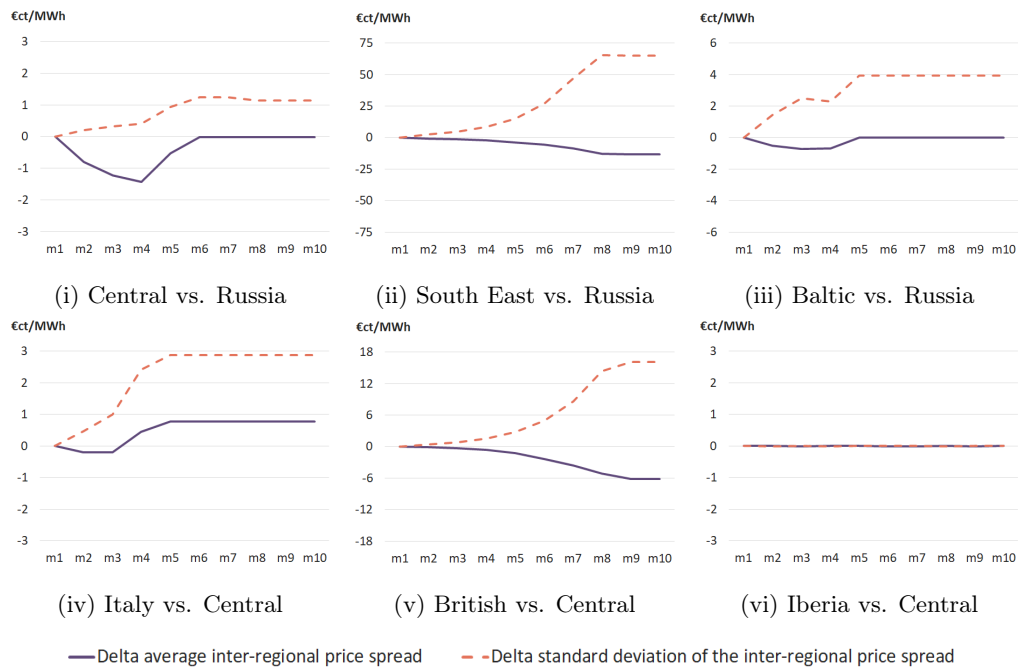 €ct/MWh
3
2
1
0
-1
-2
-3
m1 m2 m3 m4 m5 m6 m7 m8 m9 m10
(i) Central vs. Russia
€ct/MWh
75
50
25
0
-25
-50
-75
m1 m2 m3 m4 m5 m6 m7 m8 m9 m10
(ii) South East vs. Russia
€ct/MWh
6
4
2
0
-2
-4
-6
m1 m2 m3 m4 m5 m6 m7 m8 m9 m10
(iii) Baltic vs. Russia
€ct/MWh
3
2
1
0
-1
-2
-3
m1 m2 m3 m4 m5 m6 m7 m8 m9 m10
(iv) Italy vs. Central
€ct/MWh
18
12
6
0
-6
-12
-18
m1 m2 m3 m4 m5 m6 m7 m8 m9 m10
(v) British vs. Central
€ct/MWh
3
2
1
0
-1
-2
-3
m1 m2 m3 m4 m5 m6 m7 m8 m9 m10
(vi) Iberia vs. Central
Delta average inter-regional price spread
Delta standard deviation of the inter-regional price spread